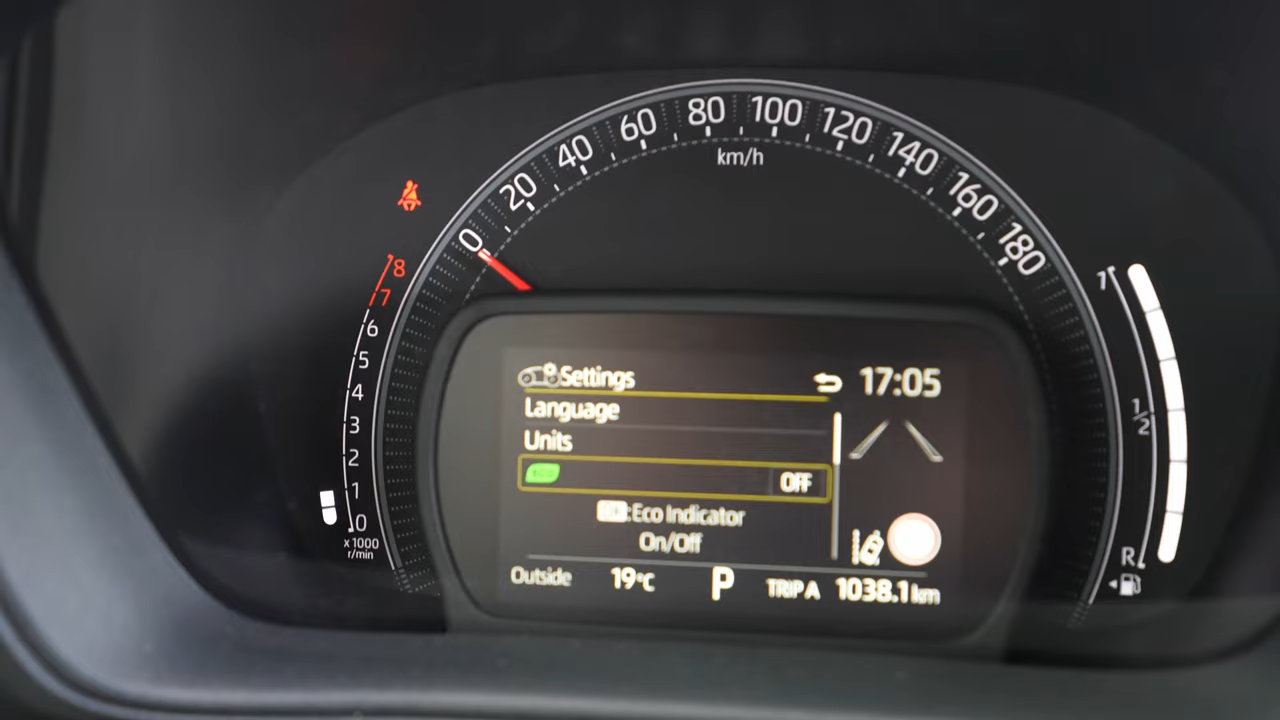 0 20 40 60 80 100 120 140 160 180
km/h
8
7
6
5
4
3
2
1
0
x1000
r/min
Settings
17:05
Language
Units
OFF
:Eco Indicator
On/Off
Outside 19°C P TRIP A 1038.1 km
1
1/2
R